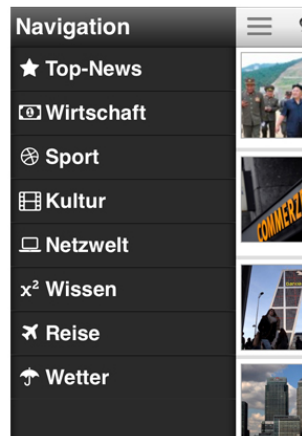 Navigation
Top-News
Wirtschaft
Sport
Kultur
Netzwelt
x² Wissen
Reise
Wetter